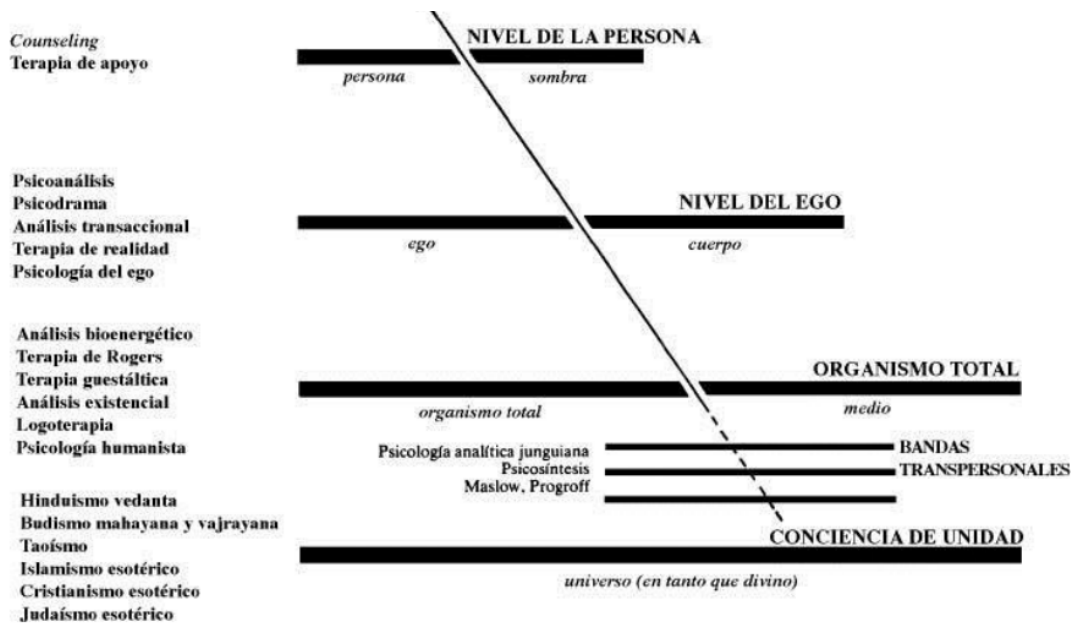 Counseling
Terapia de apoyo
NIVEL DE LA PERSONA
persona
sombra
Psicoanálisis
Psicodrama
Análisis transaccional
Terapia de realidad
Psicología del ego
NIVEL DEL EGO
ego
cuerpo
Análisis bioenergético
Terapia de Rogers
Terapia guestáltica
Análisis existencial
Logoterapia
Psicología humanista
ORGANISMO TOTAL
organismo total
medio
Psicología analítica junguiana
Psicosíntesis
Maslow, Progroff
BANDAS
TRANSPERSONALES
Hinduismo vedanta
Budismo mahayana y vajrayana
Taoísmo
Islamismo esotérico
Cristianismo esotérico
Judaísmo esotérico
CONCIENCIA DE UNIDAD
universo (en tanto que divino)